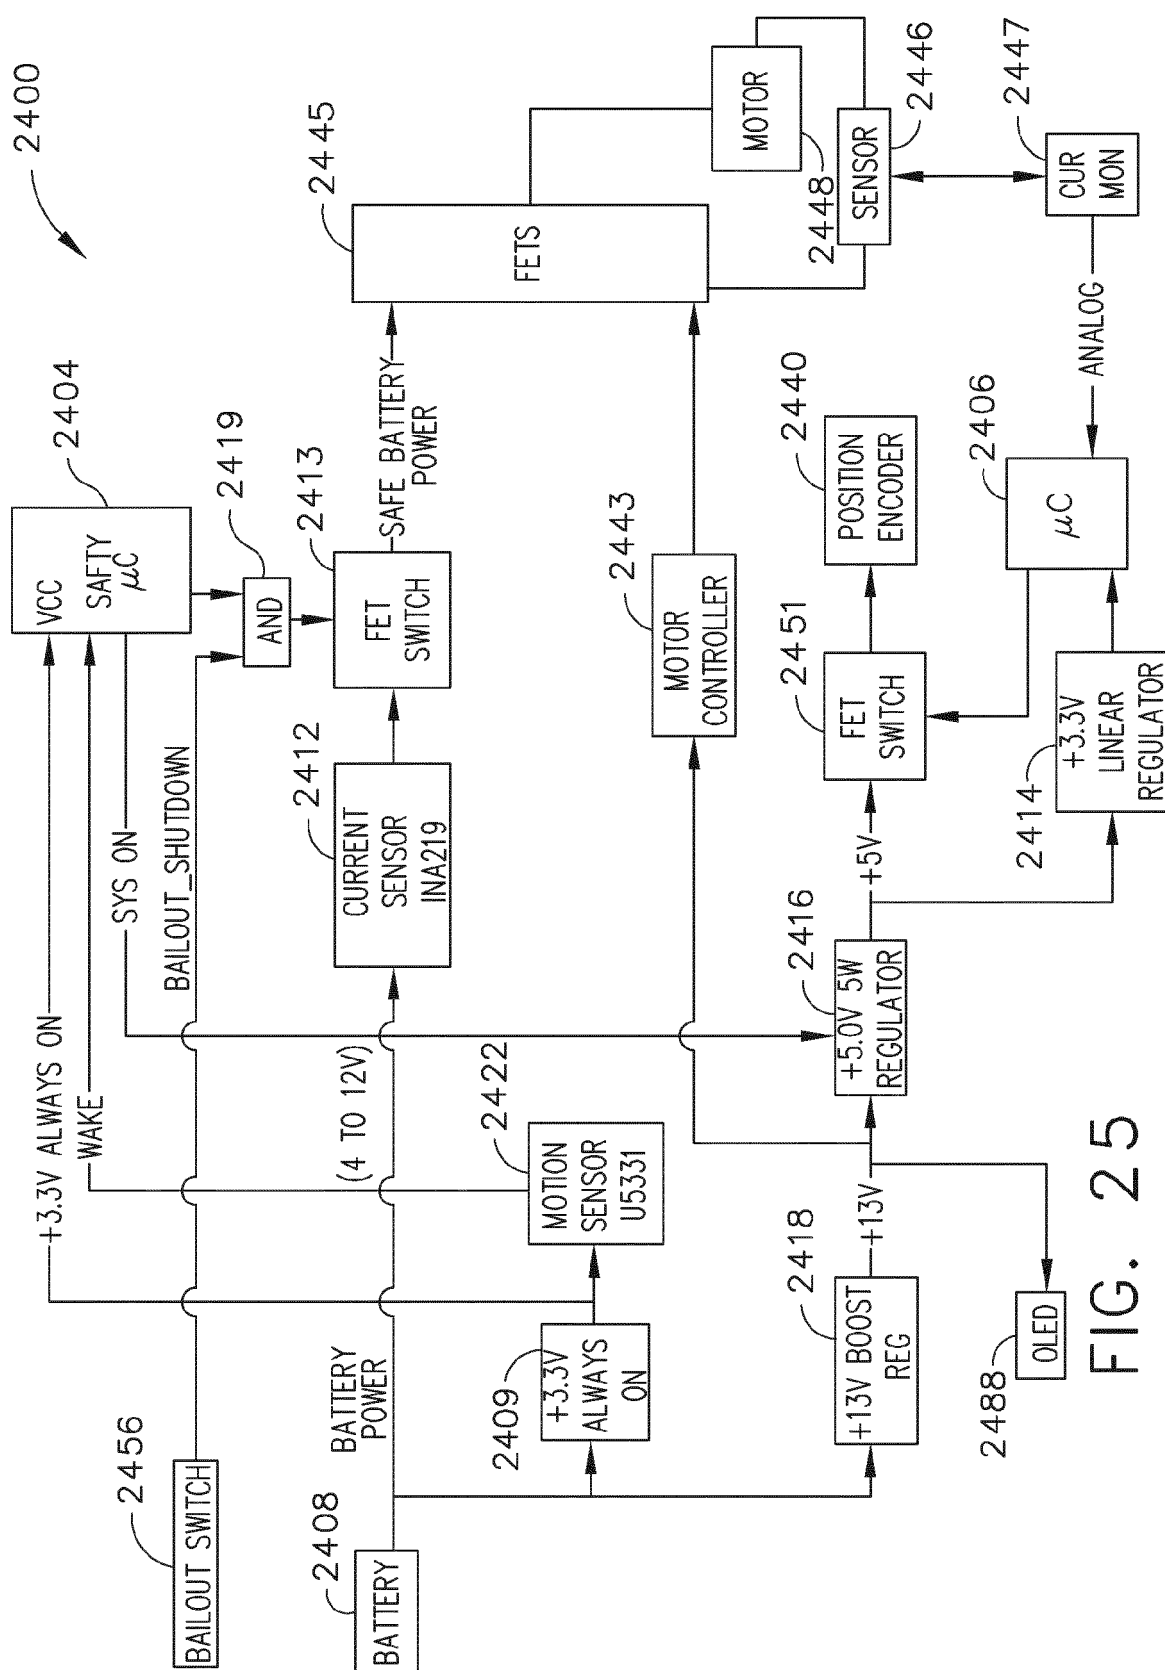 2400
2456
BAILOUT SWITCH
2408
BATTERY
BATTERY
POWER
+3.3V ALWAYS ON
WAKE
SYS ON
BAILOUT_SHUTDOWN
(4 TO 12V)
2404
VCC
SAFTY
μC
2419
AND
2412
CURRENT
SENSOR
INA219
2413
FET
SWITCH
SAFE BATTERY
POWER
2445
FETS
MOTOR
2448
SENSOR
2446
CUR
MON
2447
ANALOG
2409
+3.3V
ALWAYS
ON
2422
MOTION
SENSOR
U5331
2443
MOTOR
CONTROLLER
2418
+13V BOOST
REG
+13V
2488
OLED
2416
+5.0V 5W
REGULATOR
+5V
2451
FET
SWITCH
2440
POSITION
ENCODER
2406
μC
2414
+3.3V
LINEAR
REGULATOR
FIG. 25